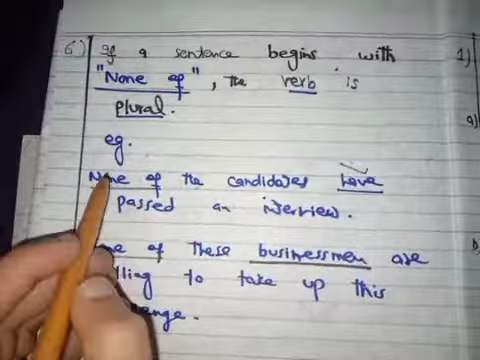 6) If a sentence begins with
"None of", the verb is
plural.
eg.
None of the candidates have
passed an interview.
of these businessmen are
to take up this
1)
a)
b)